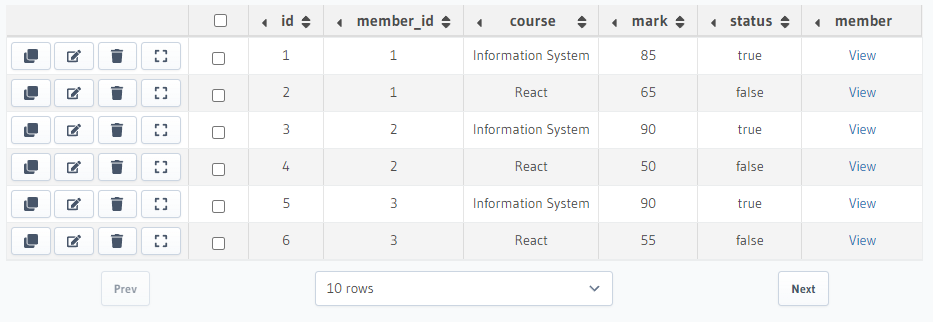 id member_id course mark status member
1 1 Information System 85 true View
2 1 React 65 false View
3 2 Information System 90 true View
4 2 React 50 false View
5 3 Information System 90 true View
6 3 React 55 false View
Prev 10 rows Next